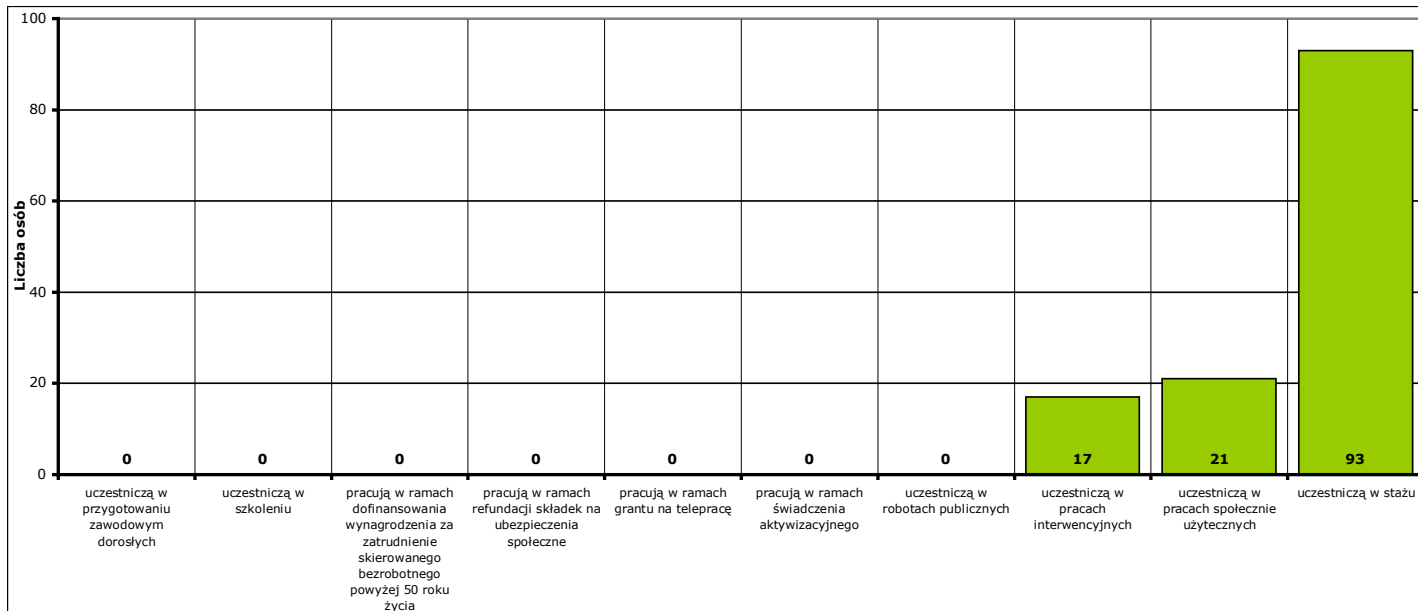 100
80
60
40
20
0
Liczba osób
0
0
0
0
0
0
0
17
21
93
uczestniczą w
przygotowaniu
zawodowym
dorosłych
uczestniczą w
szkoleniu
pracują w ramach
dofinansowania
wynagrodzenia za
zatrudnienie
skierowanego
bezrobotnego
powyżej 50 roku
życia
pracują w ramach
refundacji składek na
ubezpieczenia
społeczne
pracują w ramach
grantu na telepracę
pracują w ramach
świadczenia
aktywizacyjnego
uczestniczą w
robotach publicznych
uczestniczą w
pracach
interwencyjnych
uczestniczą w
pracach społecznie
użytecznych
uczestniczą w stażu